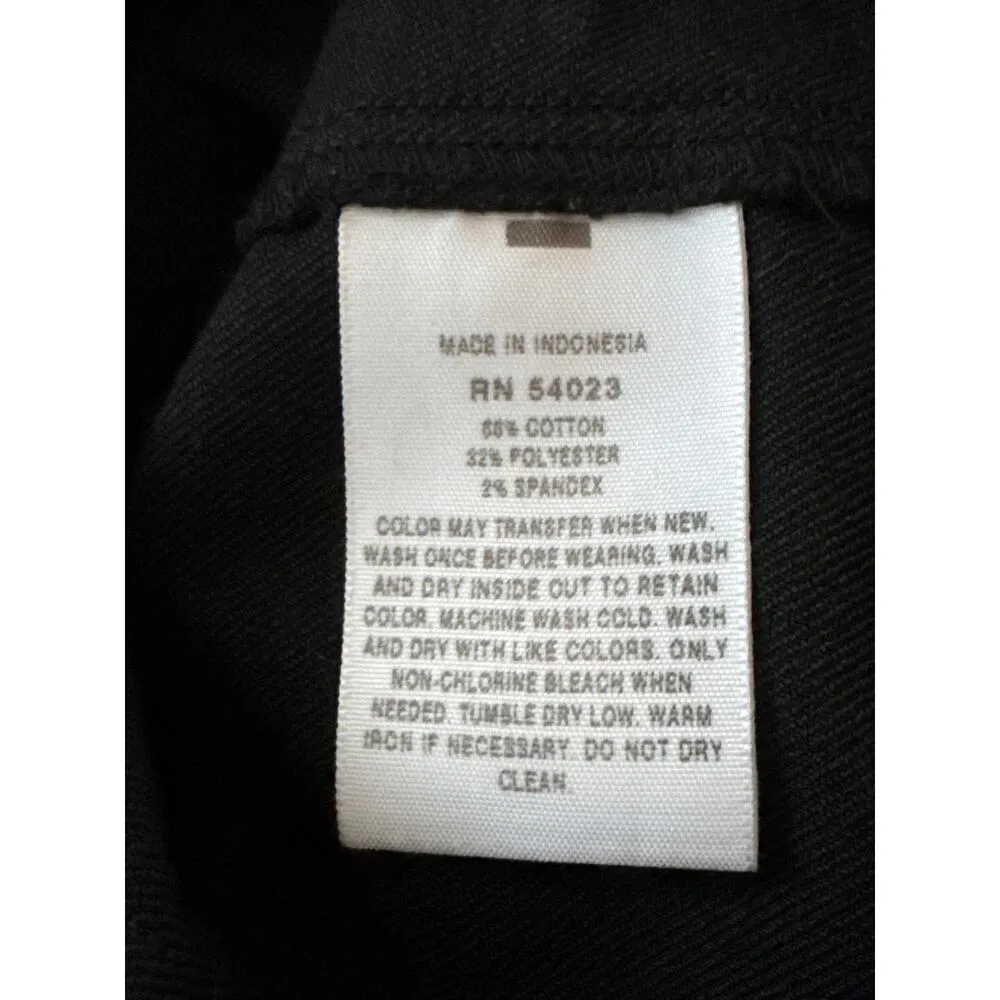 MADE IN INDONESIA
RN 54023
66% COTTON
32% POLYESTER
2% SPANDEX
COLOR MAY TRANSFER WHEN NEW.
WASH ONCE BEFORE WEARING. WASH
AND DRY INSIDE OUT TO RETAIN
COLOR. MACHINE WASH COLD. WASH
AND DRY WITH LIKE COLORS. ONLY
NON-CHLORINE BLEACH WHEN
NEEDED. TUMBLE DRY LOW. WARM
IRON IF NECESSARY. DO NOT DRY
CLEAN.